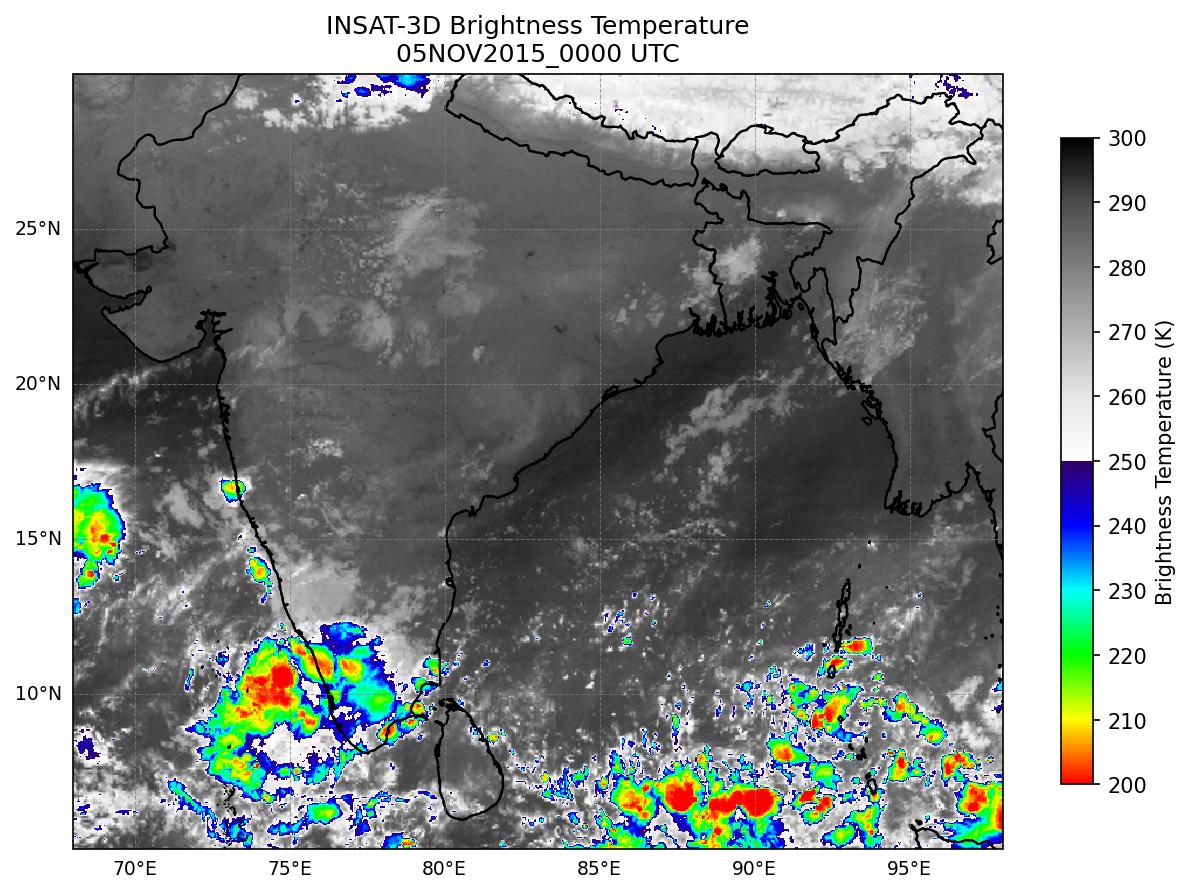 INSAT-3D Brightness Temperature
05NOV2015_0000 UTC
25°N
20°N
15°N
10°N
70°E
75°E
80°E
85°E
90°E
95°E
300
290
280
270
260
250
240
230
220
210
200
Brightness Temperature (K)